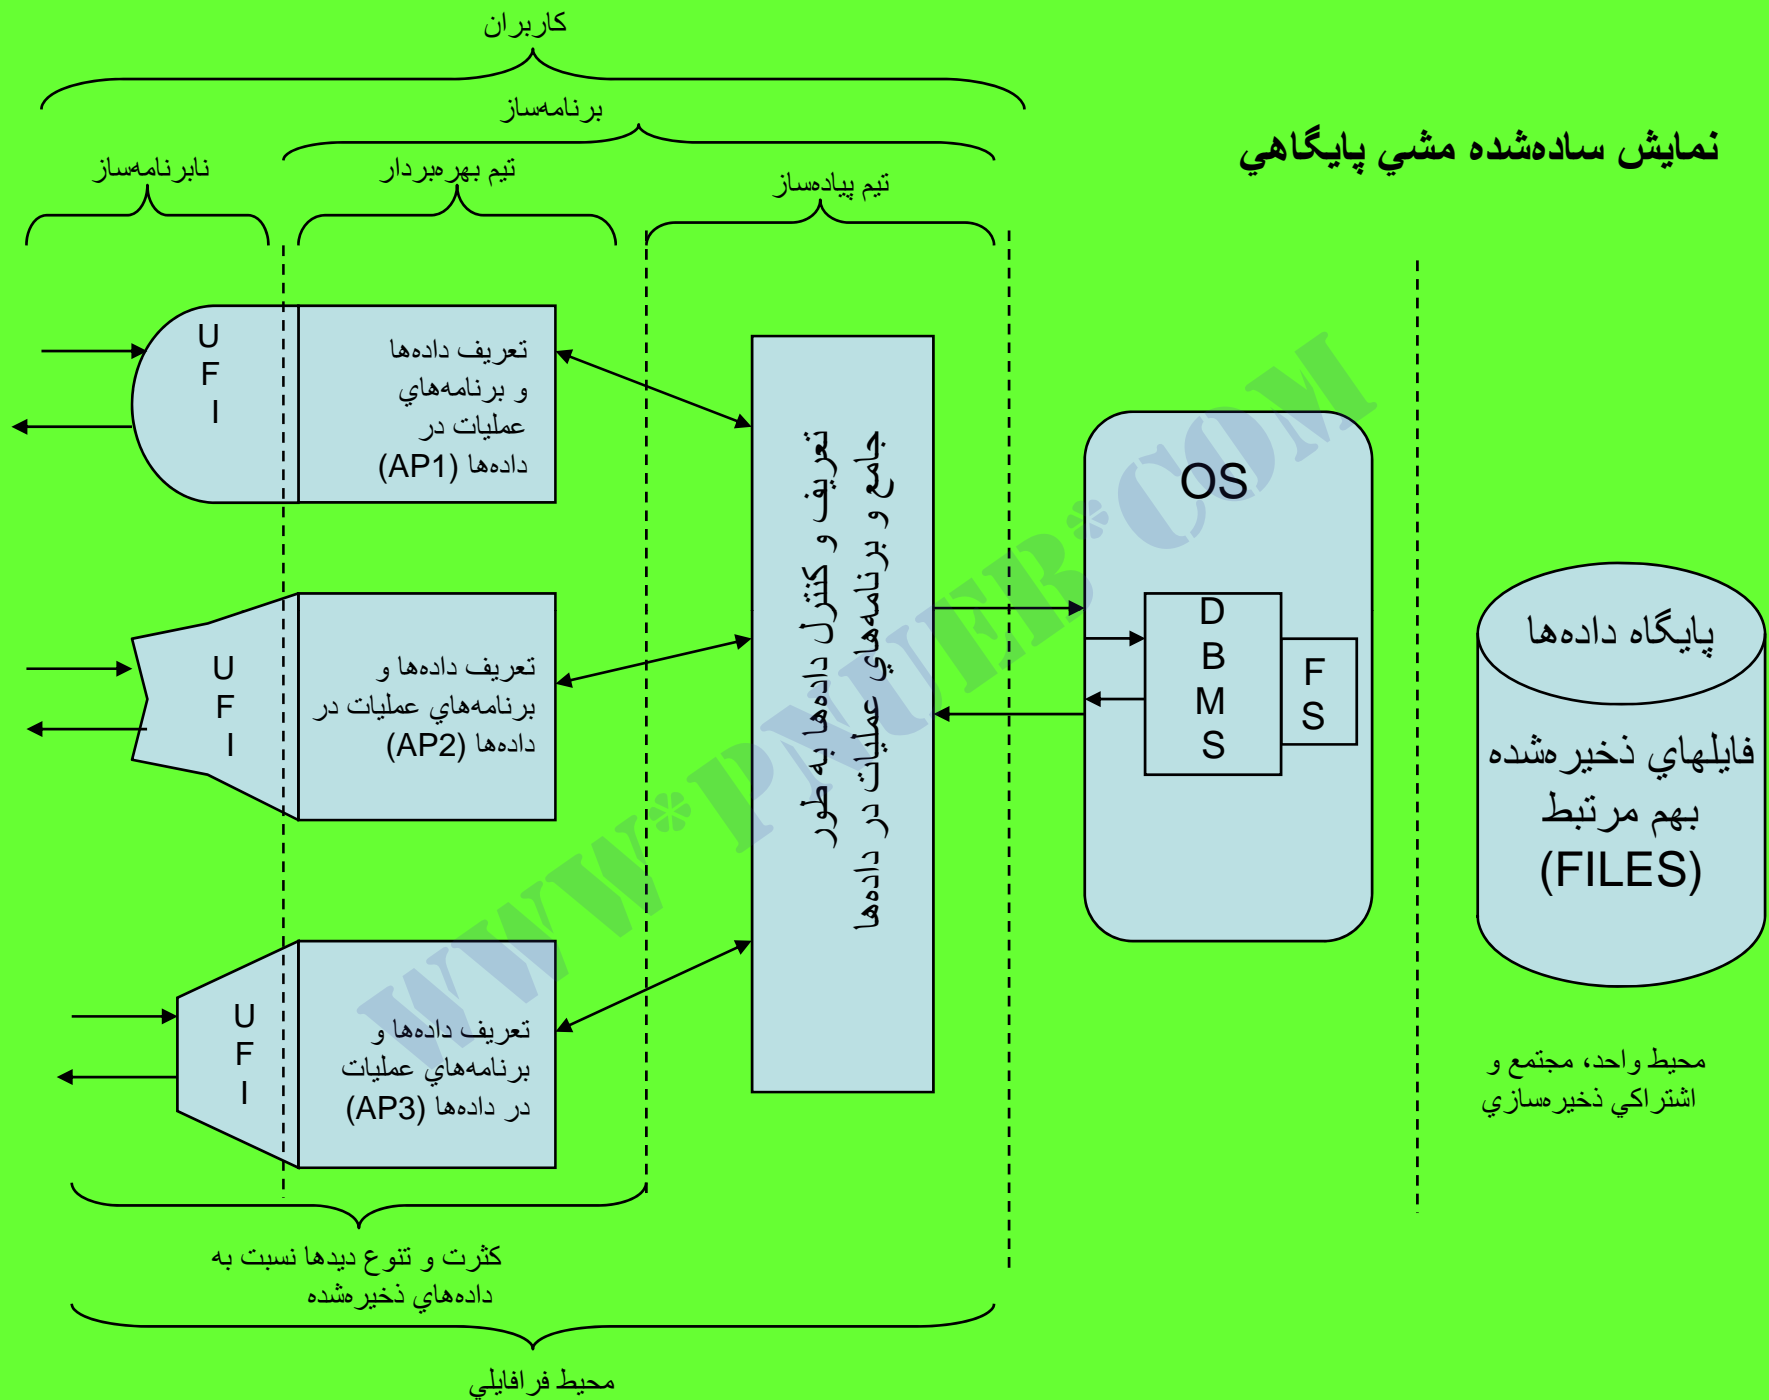 کاربران
برنامه‌ساز
نمايش ساده‌شده مشي پايگاهي
نابرنامه‌ساز
تيم بهره‌بردار
تيم پياده‌ساز
U
F
I
تعريف داده‌ها
و برنامه‌هاي
عمليات در
داده‌ها (AP1)
U
F
I
تعريف داده‌ها و
برنامه‌هاي عمليات در
داده‌ها (AP2)
U
F
I
تعريف داده‌ها و
برنامه‌هاي عمليات
در داده‌ها (AP3)
تعريف و كنترل داده‌ها به طور
جامع و برنامه‌هاي عمليات در داده‌ها
OS
D
B
M
S
F
S
پايگاه داده‌ها
فايلهاي ذخيره‌شده
بهم مرتبط
(FILES)
محيط واحد، مجتمع و
اشتراكي ذخيره‌سازي
كثرت و تنوع ديدها نسبت به
داده‌هاي ذخيره‌شده
محيط فرافايلي
WWW*PNUEB*COM